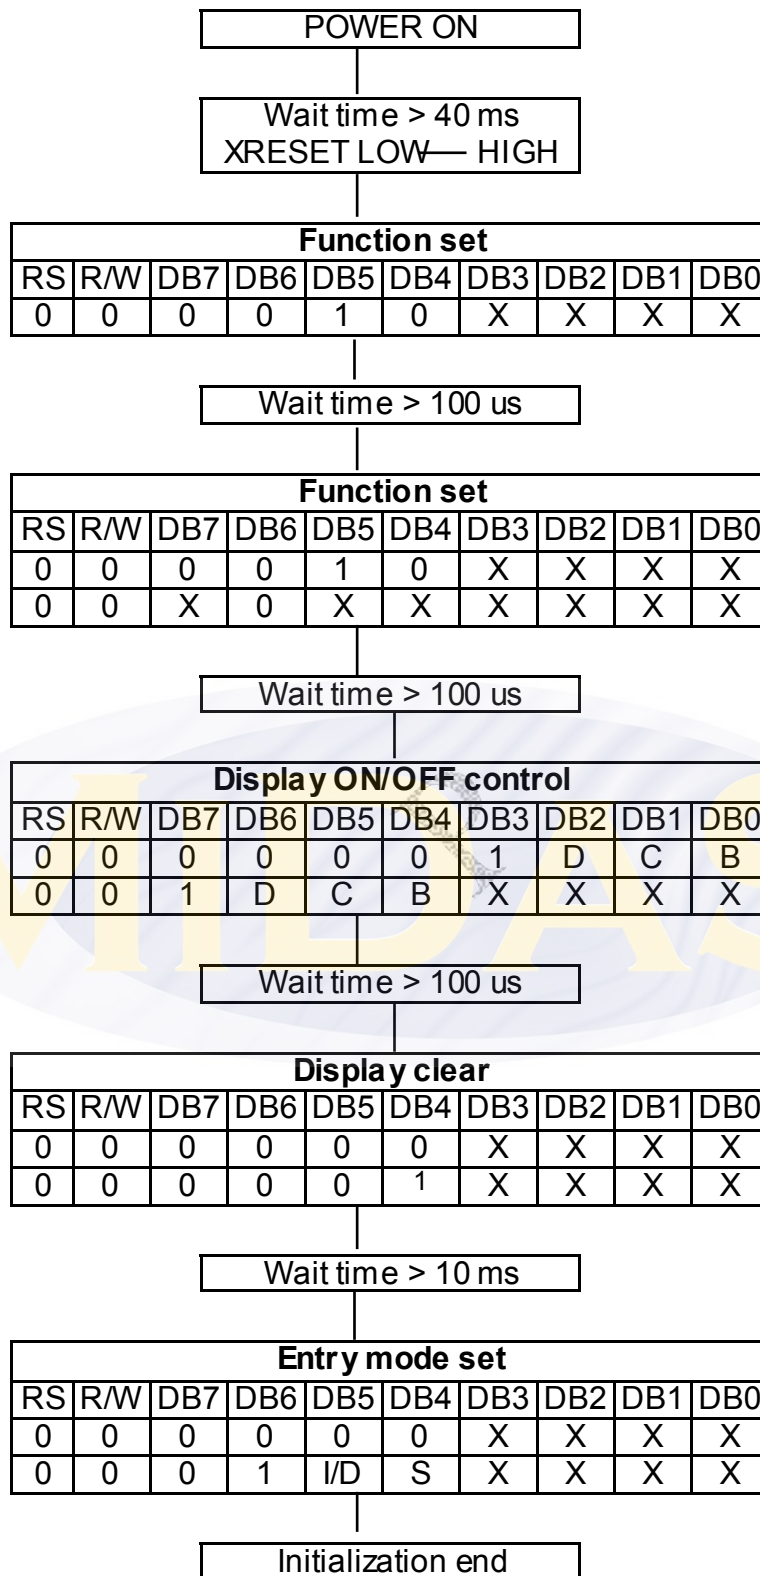 POWER ON
Wait time > 40 ms
XRESET LOW — HIGH
Function set
RS R/W DB7 DB6 DB5 DB4 DB3 DB2 DB1 DB0
0 0 0 0 1 0 X X X X
Wait time > 100 us
Function set
RS R/W DB7 DB6 DB5 DB4 DB3 DB2 DB1 DB0
0 0 0 0 1 0 X X X X
0 0 X 0 X X X X X X
Wait time > 100 us
Display ON/OFF control
RS R/W DB7 DB6 DB5 DB4 DB3 DB2 DB1 DB0
0 0 0 0 0 0 1 D C B
0 0 1 D C B X X X X
MIDAS
Wait time > 100 us
Display clear
RS R/W DB7 DB6 DB5 DB4 DB3 DB2 DB1 DB0
0 0 0 0 0 0 X X X X
0 0 0 0 0 1 X X X X
Wait time > 10 ms
Entry mode set
RS R/W DB7 DB6 DB5 DB4 DB3 DB2 DB1 DB0
0 0 0 0 0 0 X X X X
0 0 0 1 I/D S X X X X
Initialization end